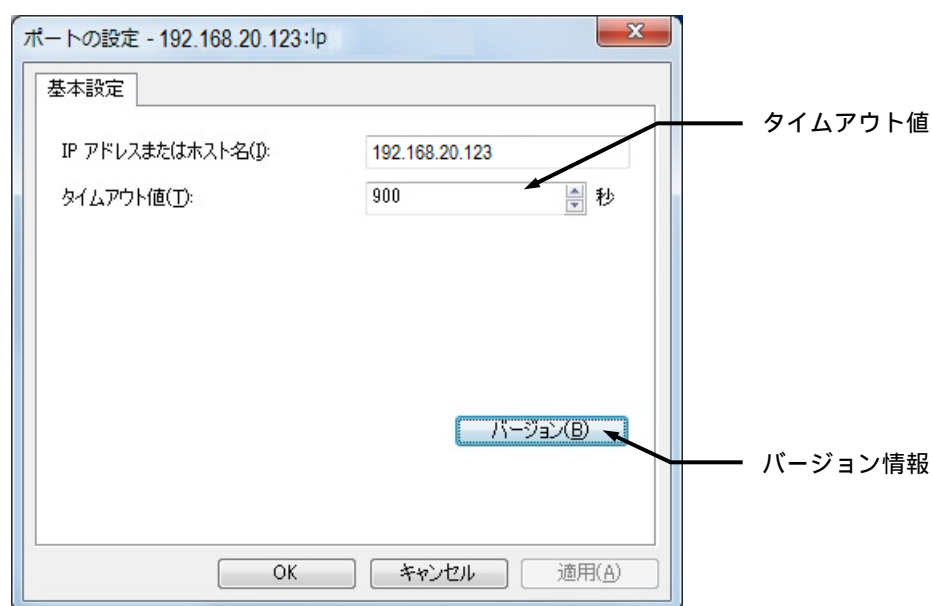 ポートの設定 - 192.168.20.123:lp
基本設定
タイムアウト値
IP アドレスまたはホスト名(I): 192.168.20.123
タイムアウト値(T): 900 秒
バージョン(B)
バージョン情報
OK キャンセル 適用(A)